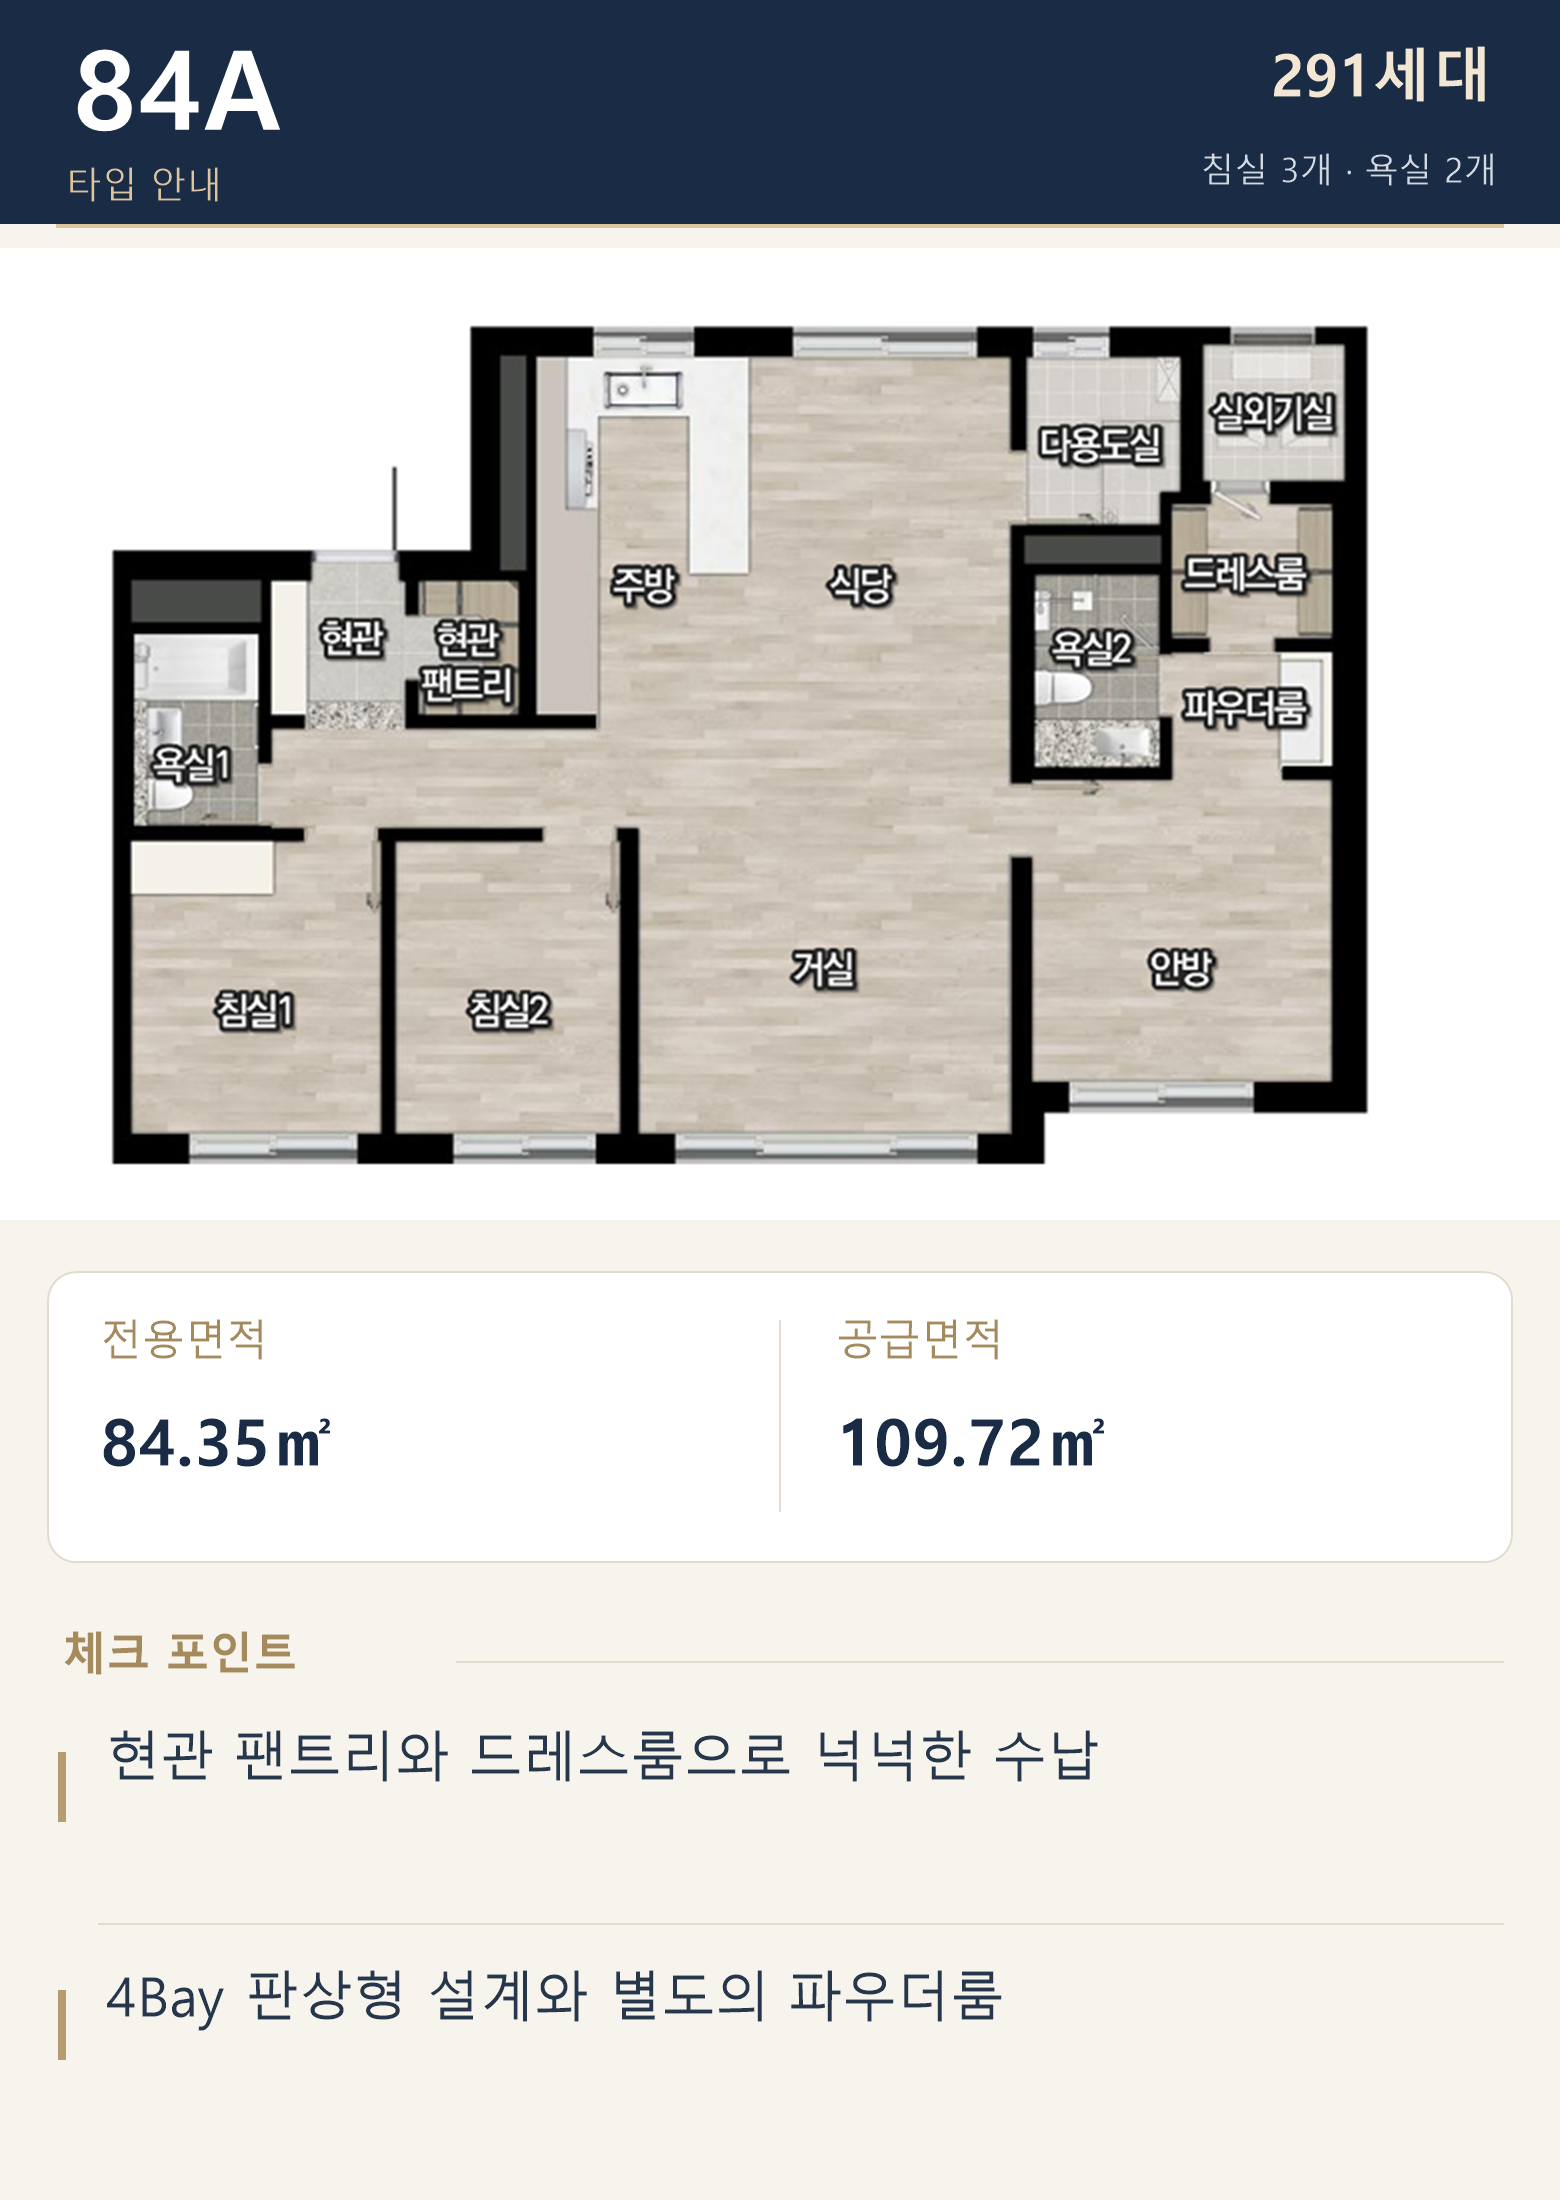 84A
타입 안내
291세대
침실 3개 · 욕실 2개
실외기실
다용도실
드레스룸
주방
식당
현관
현관
팬트리
욕실2
파우더룸
욕실1
거실
안방
침실1
침실2
전용면적
84.35㎡
공급면적
109.72㎡
체크 포인트
현관 팬트리와 드레스룸으로 넉넉한 수납
4Bay 판상형 설계와 별도의 파우더룸